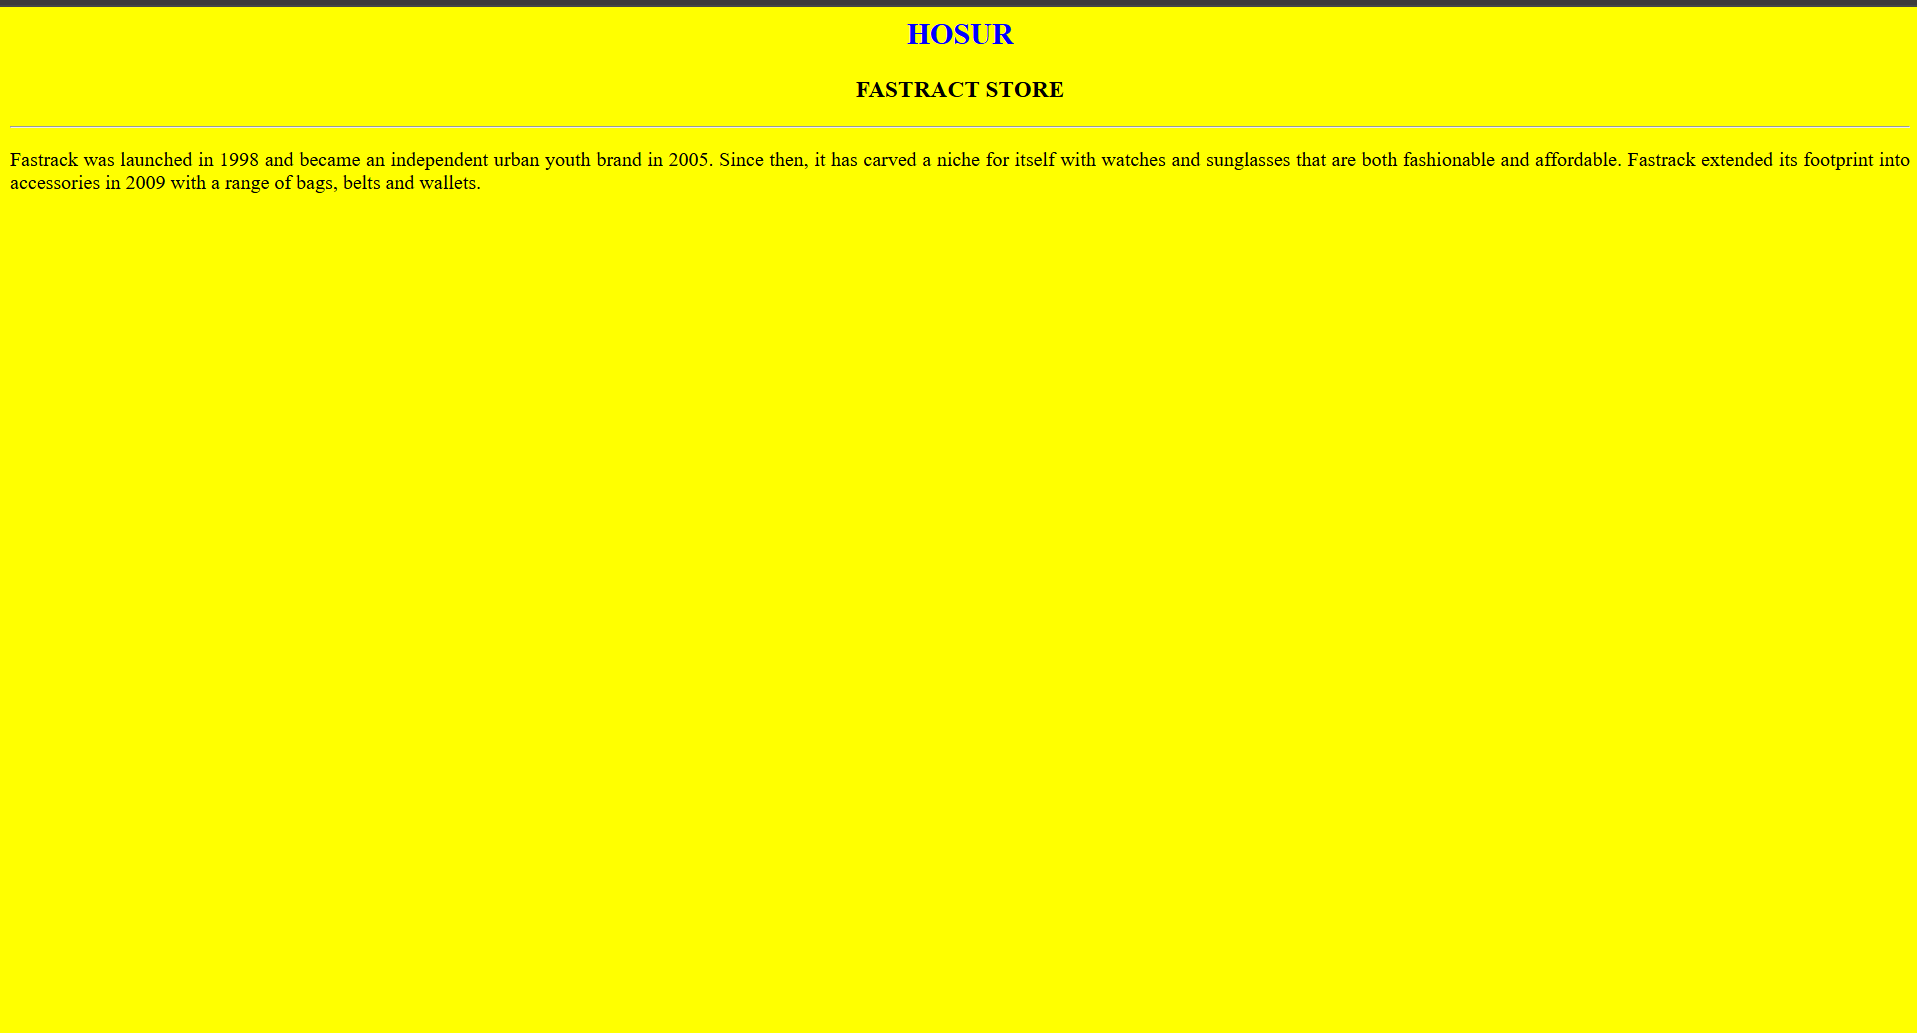 HOSUR
FASTRACT STORE
Fastrack was launched in 1998 and became an independent urban youth brand in 2005. Since then, it has carved a niche for itself with watches and sunglasses that are both fashionable and affordable. Fastrack extended its footprint into
accessories in 2009 with a range of bags, belts and wallets.